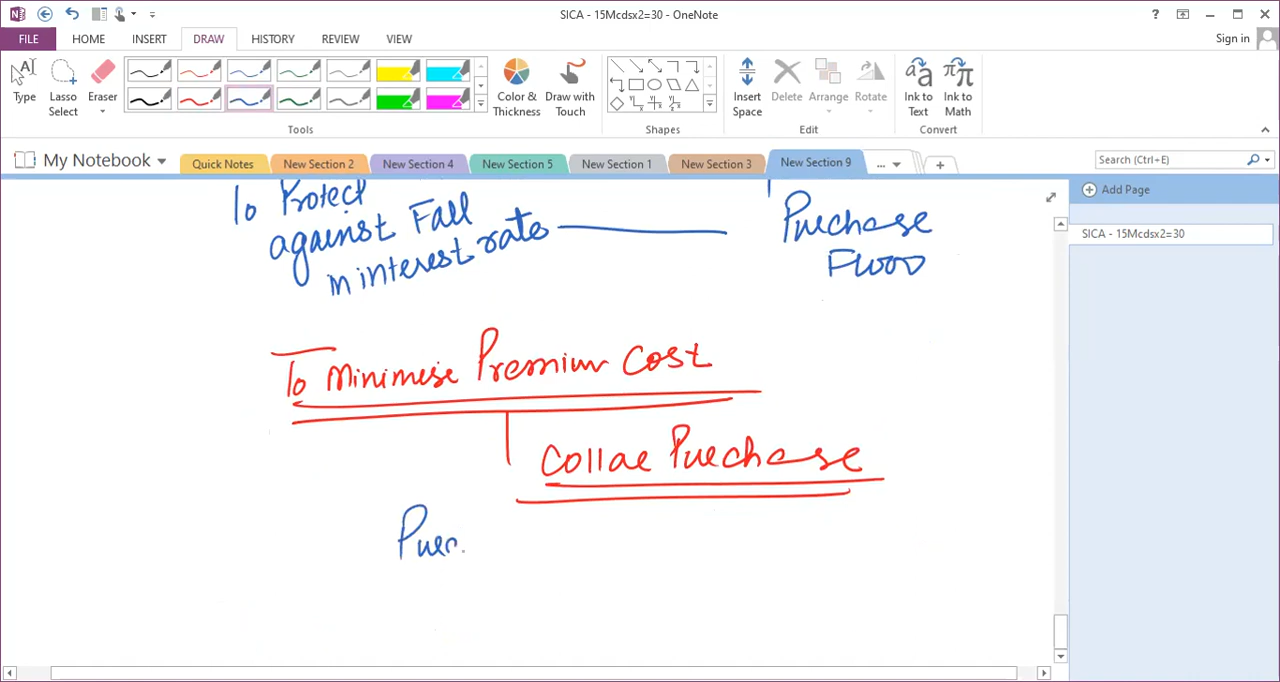 SICA - 15Mcdsx2=30 - OneNote
FILE HOME INSERT DRAW HISTORY REVIEW VIEW
Sign in
Type
Lasso Select
Eraser
Color & Thickness
Draw with Touch
Insert Space
Delete
Arrange
Rotate
Ink to Text
Ink to Math
Tools
Shapes
Edit
Convert
My Notebook
Quick Notes
New Section 2
New Section 4
New Section 5
New Section 1
New Section 3
New Section 9
...
Search (Ctrl+E)
Add Page
SICA - 15Mcdsx2=30
To Protect
against Fall
in interest rates
Purchase
Floor
To Minimise Premium Cost
Collar Purchase
Purc